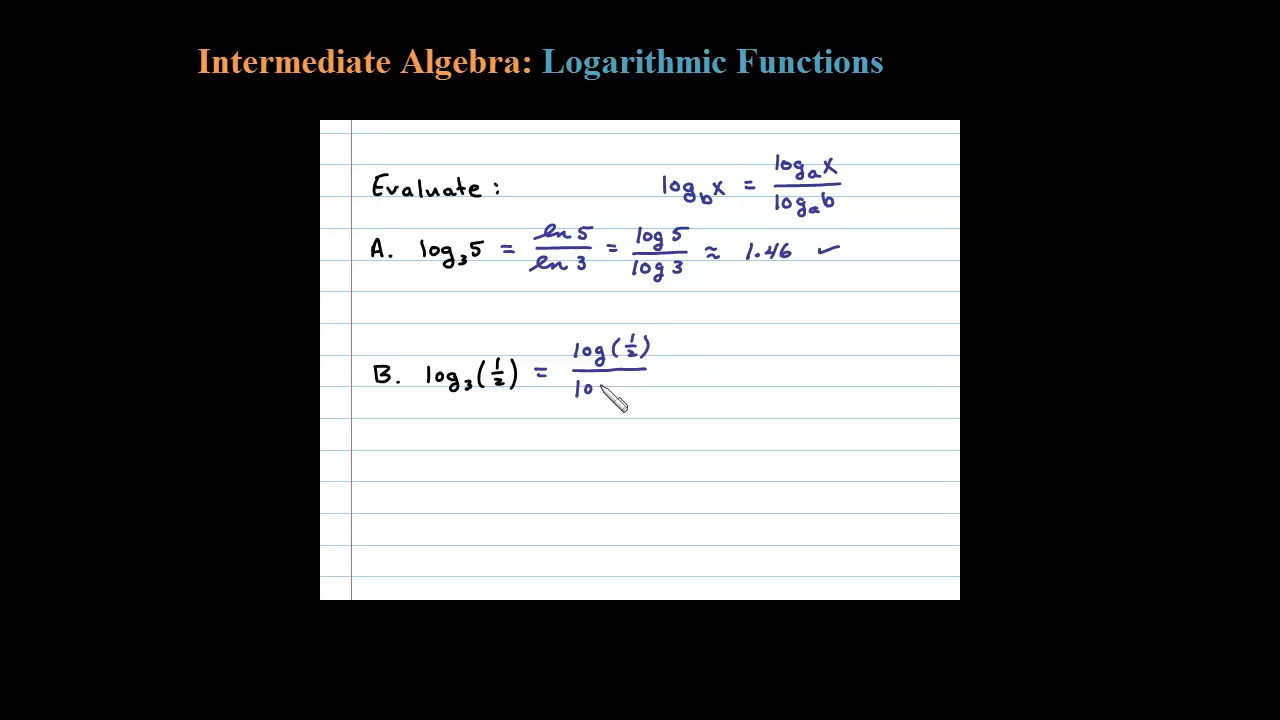 Intermediate Algebra: Logarithmic Functions
Evaluate: log_b x = log_a x / log_a b
A. log_3 5 = ln 5 / ln 3 = log 5 / log 3 ≈ 1.46 ✓
B. log_3 (1/2) = log (1/2) / lo